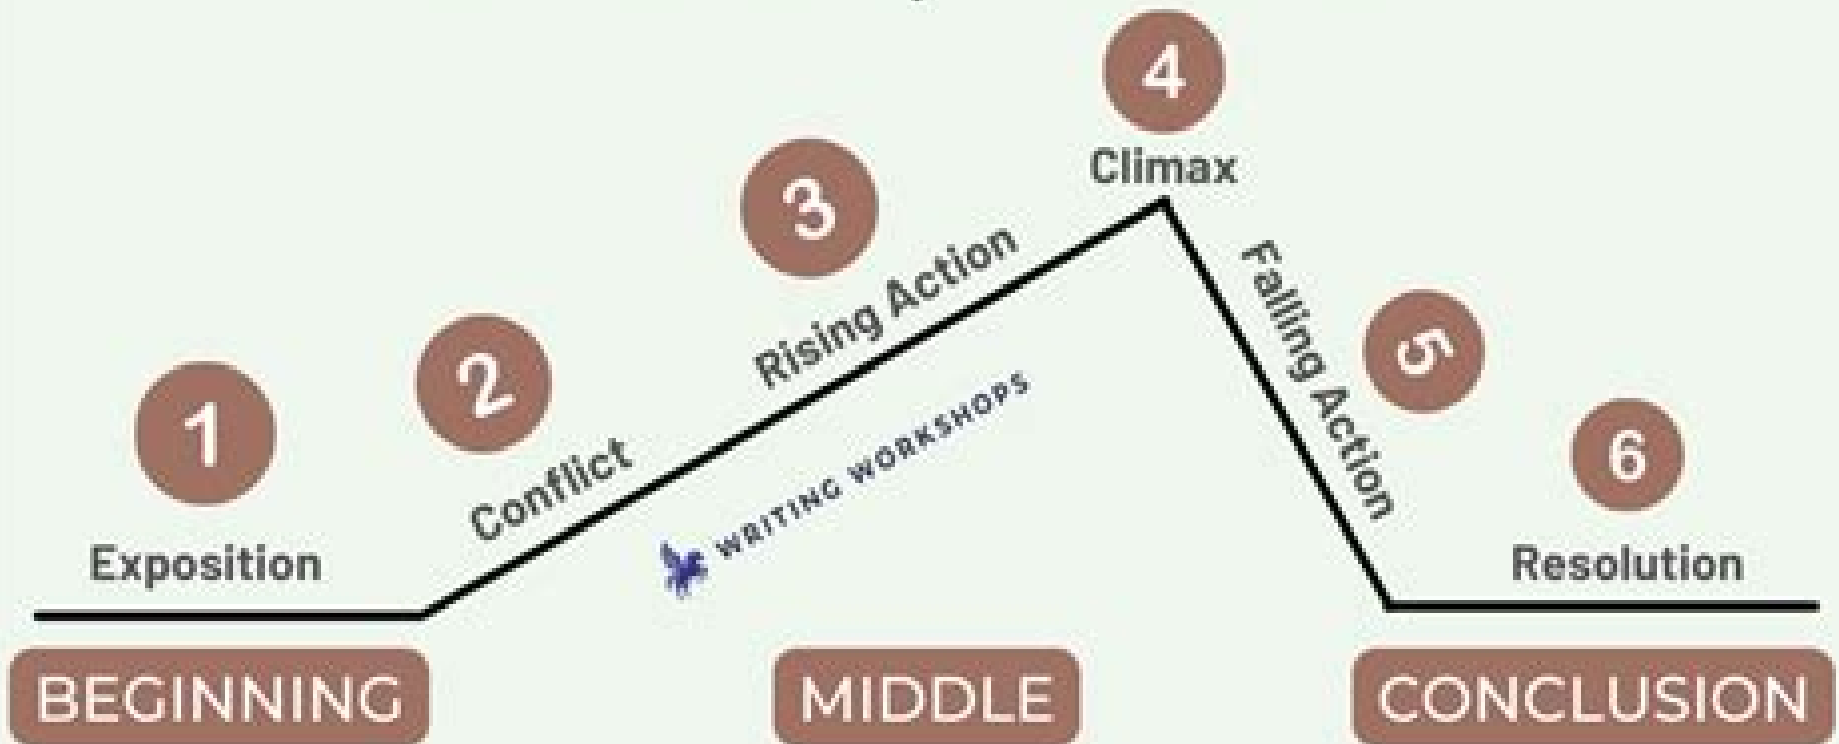 1
Exposition
2
Conflict
3
Rising Action
4
Climax
Falling Action
5
6
Resolution
WRITING WORKSHOPS
BEGINNING
MIDDLE
CONCLUSION